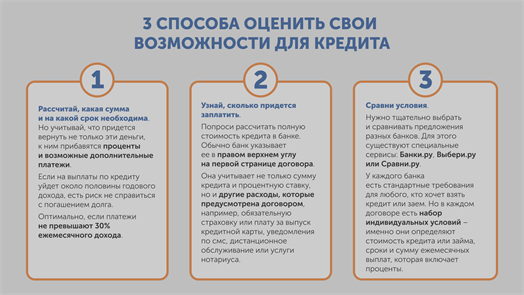 3 СПОСОБА ОЦЕНИТЬ СВОИ
ВОЗМОЖНОСТИ ДЛЯ КРЕДИТА
1
Рассчитай, какая сумма
и на какой срок необходима.
Но учитывай, что придется
вернуть не только эти деньги,
к ним прибавятся проценты
и возможные дополнительные
платежи.
Если на выплаты по кредиту
уйдет около половины годового
дохода, есть риск не справиться
с погашением долга.
Оптимально, если платежи
не превышают 30%
ежемесячного дохода.
2
Узнай, сколько придется
заплатить.
Попроси рассчитать полную
стоимость кредита в банке.
Обычно банк указывает
ее в правом верхнем углу
на первой странице договора.
Она учитывает не только сумму
кредита и процентную ставку,
но и другие расходы, которые
предусмотрена договором,
например, обязательную
страховку или плату за выпуск
кредитной карты, уведомления
по смс, дистанционное
обслуживание или услуги
нотариуса.
3
Сравни условия.
Нужно тщательно выбрать
и сравнивать предложения
разных банков. Для этого
существуют специальные
сервисы: Банки.ру, Выбери.ру
или Сравни.ру.
У каждого банка
есть стандартные требования
для любого, кто хочет взять
кредит или заем. Но в каждом
договоре есть набор
индивидуальных условий –
именно они определяют
стоимость кредита или займа,
сроки и сумму ежемесячных
выплат, которая включает
проценты.